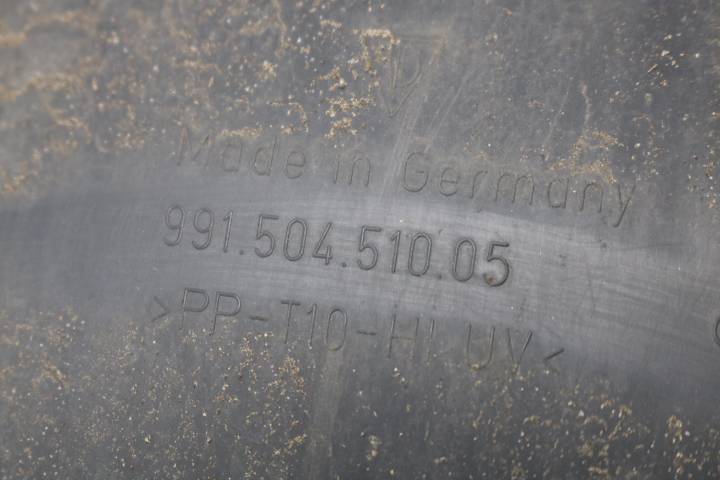 Made in Germany
991.504.510.05
>PP-T10-HI-UV<